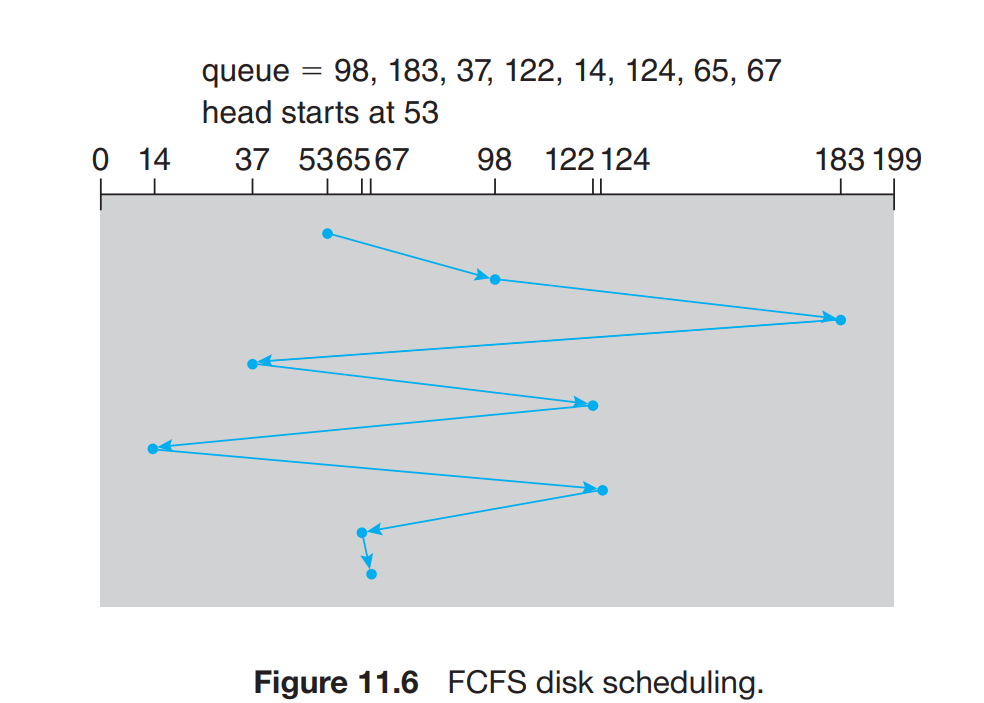 queue = 98, 183, 37, 122, 14, 124, 65, 67
head starts at 53
0 14 37 53 65 67 98 122 124 183 199
Figure 11.6 FCFS disk scheduling.